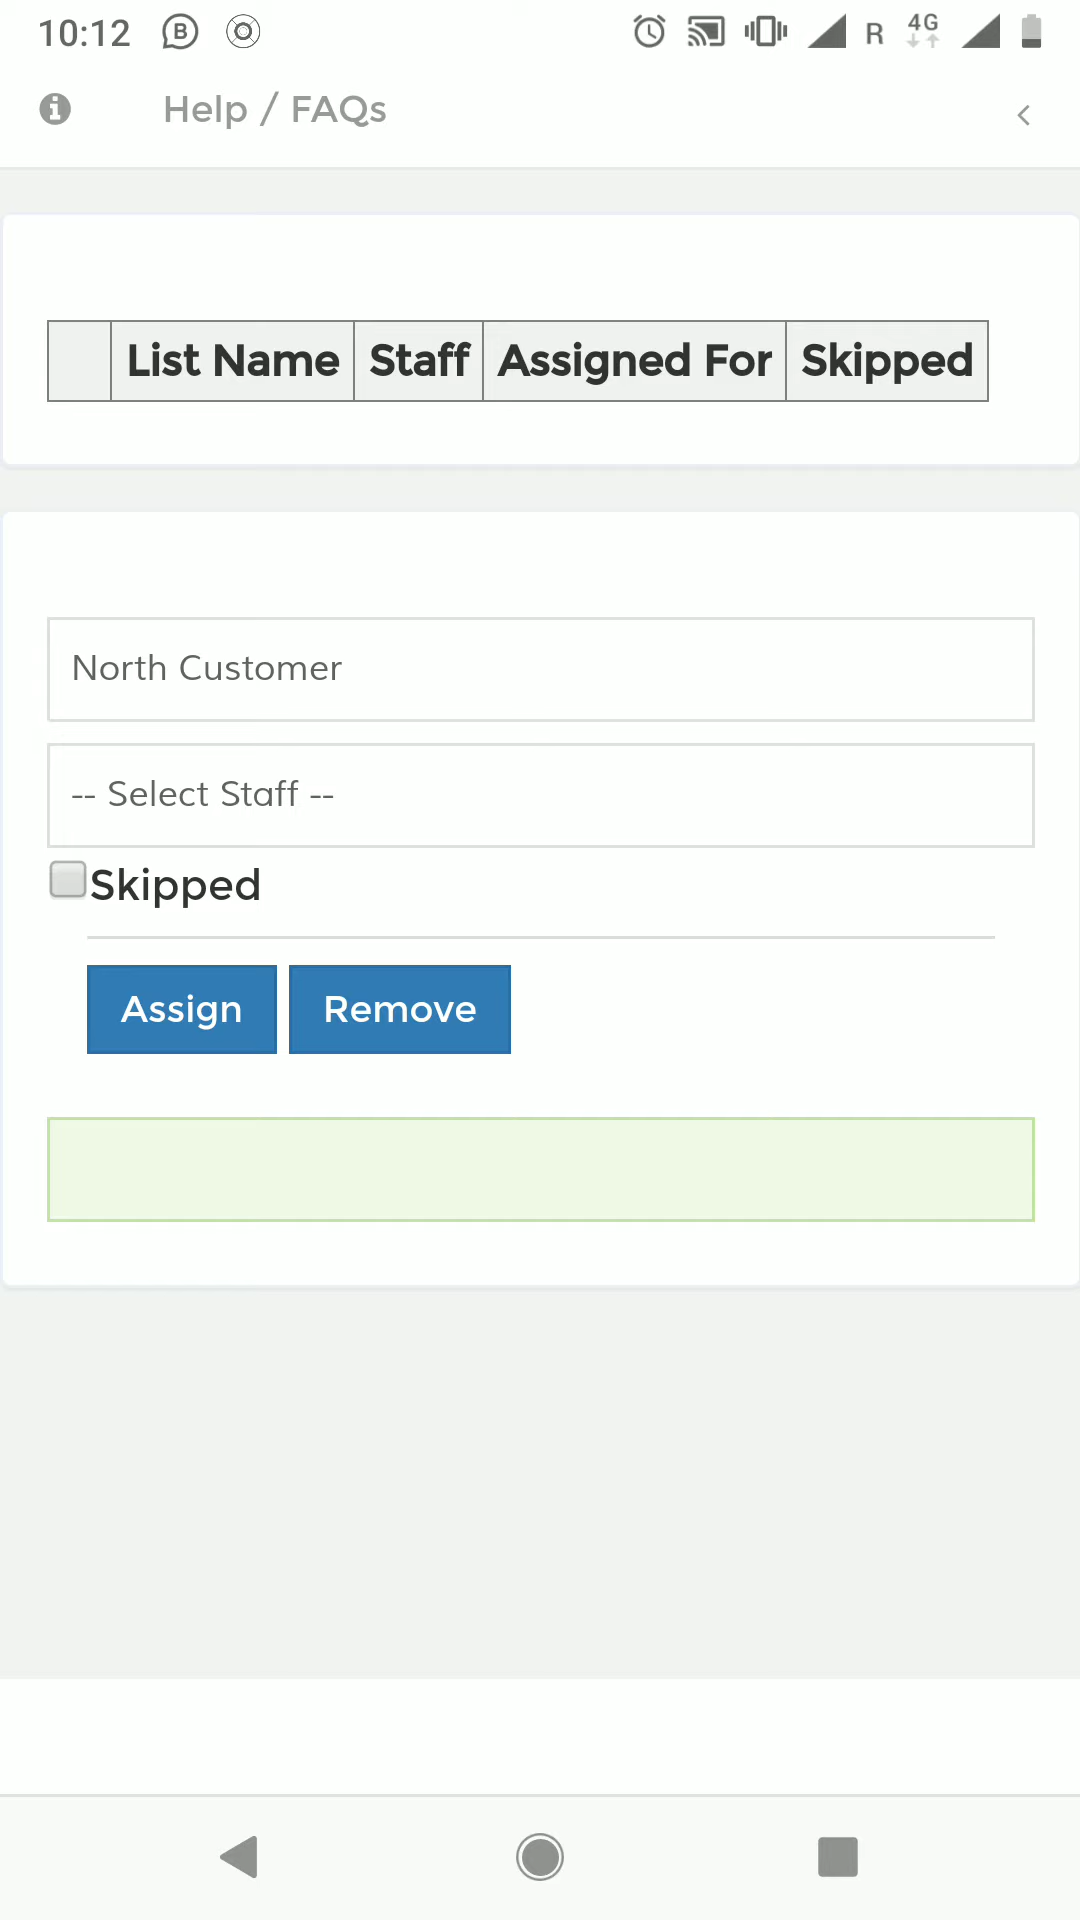 10:12 B R 4G
Help / FAQs
List Name Staff Assigned For Skipped
North Customer
-- Select Staff --
Skipped
Assign Remove